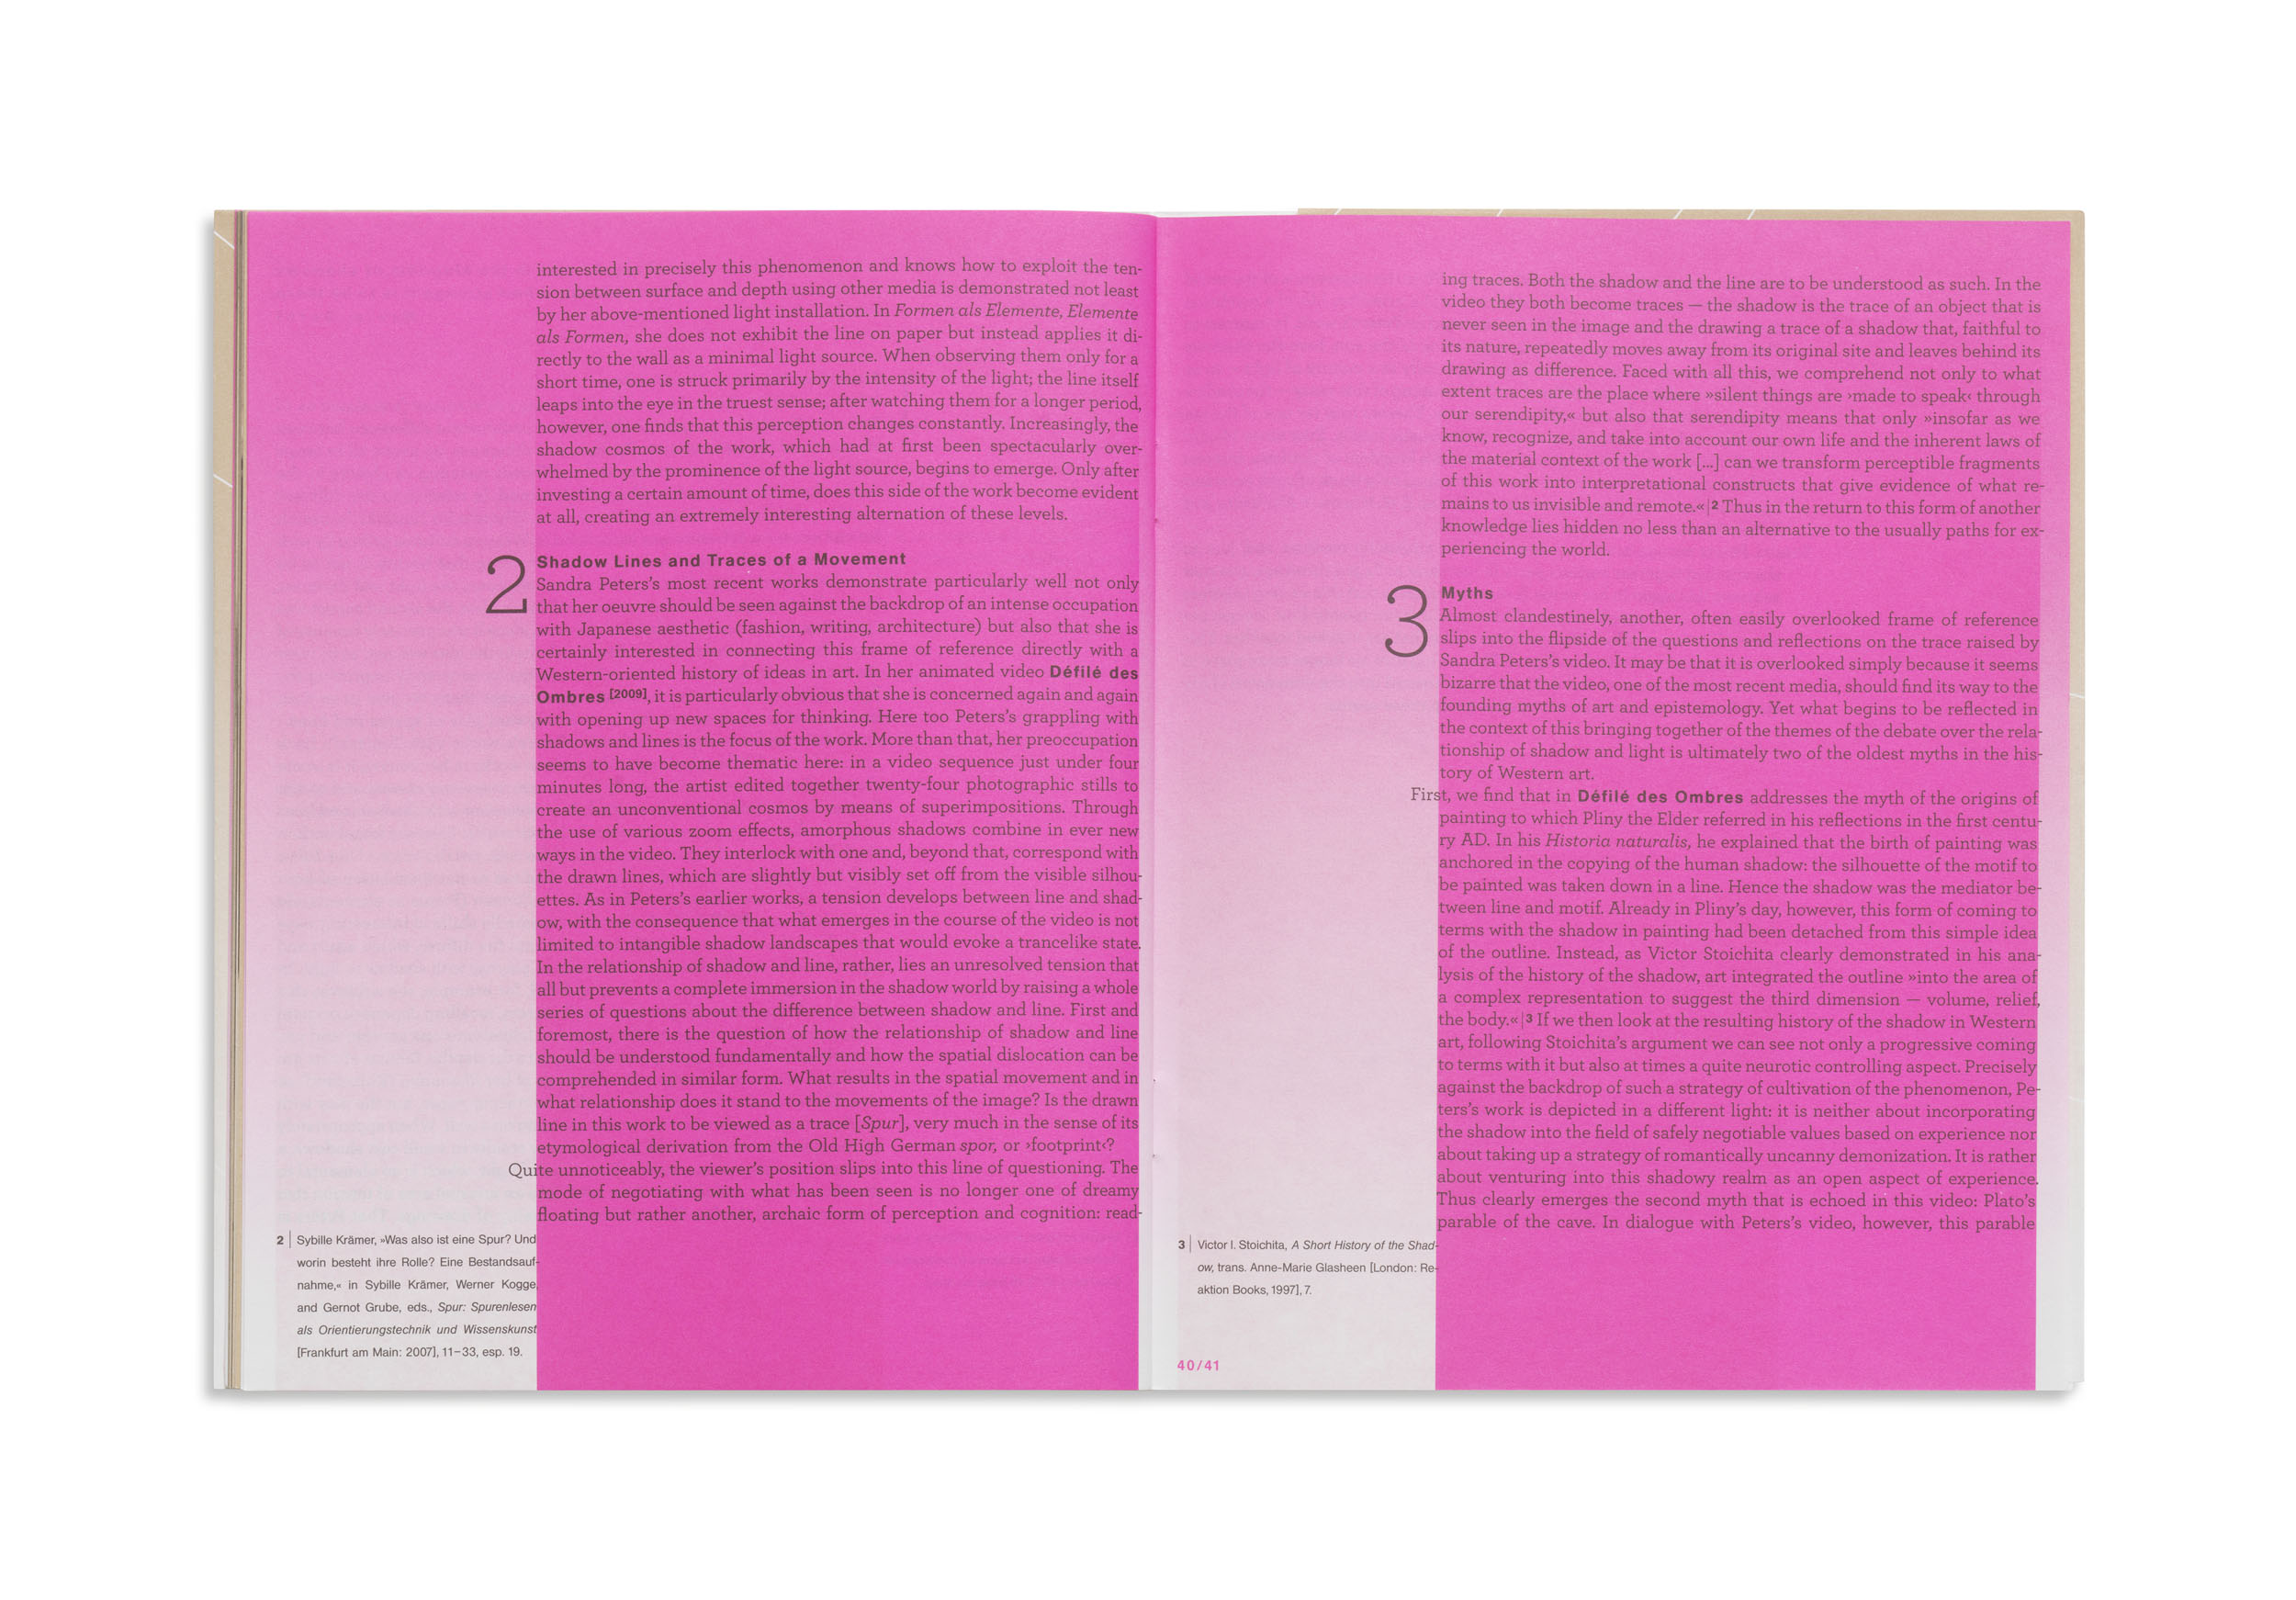 interested in precisely this phenomenon and knows how to exploit the ten-
sion between surface and depth using other media is demonstrated not least
by her above-mentioned light installation. In Formen als Elemente, Elemente
als Formen, she does not exhibit the line on paper but instead applies it di-
rectly to the wall as a minimal light source. When observing them only for a
short time, one is struck primarily by the intensity of the light; the line itself
leaps into the eye in the truest sense; after watching them for a longer period,
however, one finds that this perception changes constantly. Increasingly, the
shadow cosmos of the work, which had at first been spectacularly over-
whelmed by the prominence of the light source, begins to emerge. Only after
investing a certain amount of time, does this side of the work become evident
at all, creating an extremely interesting alternation of these levels.
2
Shadow Lines and Traces of a Movement
Sandra Peters's most recent works demonstrate particularly well not only
that her oeuvre should be seen against the backdrop of an intense occupation
with Japanese aesthetic (fashion, writing, architecture) but also that she is
certainly interested in connecting this frame of reference directly with a
Western-oriented history of ideas in art. In her animated video Défilé des
Ombres [2009], it is particularly obvious that she is concerned again and again
with opening up new spaces for thinking. Here too Peters's grappling with
shadows and lines is the focus of the work. More than that, her preoccupation
seems to have become thematic here: in a video sequence just under four
minutes long, the artist edited together twenty-four photographic stills to
create an unconventional cosmos by means of superimpositions. Through
the use of various zoom effects, amorphous shadows combine in ever new
ways in the video. They interlock with one and, beyond that, correspond with
the drawn lines, which are slightly but visibly set off from the visible silhou-
ettes. As in Peters's earlier works, a tension develops between line and shad-
ow, with the consequence that what emerges in the course of the video is not
limited to intangible shadow landscapes that would evoke a trancelike state.
In the relationship of shadow and line, rather, lies an unresolved tension that
all but prevents a complete immersion in the shadow world by raising a whole
series of questions about the difference between shadow and line. First and
foremost, there is the question of how the relationship of shadow and line
should be understood fundamentally and how the spatial dislocation can be
comprehended in similar form. What results in the spatial movement and in
what relationship does it stand to the movements of the image? Is the drawn
line in this work to be viewed as a trace [Spur], very much in the sense of its
etymological derivation from the Old High German spor, or ›footprint‹?
Quite unnoticeably, the viewer's position slips into this line of questioning. The
mode of negotiating with what has been seen is no longer one of dreamy
floating but rather another, archaic form of perception and cognition: read-
2 | Sybille Krämer, »Was also ist eine Spur? Und
worin besteht ihre Rolle? Eine Bestandsauf-
nahme,« in Sybille Krämer, Werner Kogge,
and Gernot Grube, eds., Spur: Spurenlesen
als Orientierungstechnik und Wissenskunst
[Frankfurt am Main: 2007], 11–33, esp. 19.
ing traces. Both the shadow and the line are to be understood as such. In the
video they both become traces — the shadow is the trace of an object that is
never seen in the image and the drawing a trace of a shadow that, faithful to
its nature, repeatedly moves away from its original site and leaves behind its
drawing as difference. Faced with all this, we comprehend not only to what
extent traces are the place where »silent things are ›made to speak‹ through
our serendipity,« but also that serendipity means that only »insofar as we
know, recognize, and take into account our own life and the inherent laws of
the material context of the work [...] can we transform perceptible fragments
of this work into interpretational constructs that give evidence of what re-
mains to us invisible and remote.«|2 Thus in the return to this form of another
knowledge lies hidden no less than an alternative to the usually paths for ex-
periencing the world.
3
Myths
Almost clandestinely, another, often easily overlooked frame of reference
slips into the flipside of the questions and reflections on the trace raised by
Sandra Peters's video. It may be that it is overlooked simply because it seems
bizarre that the video, one of the most recent media, should find its way to the
founding myths of art and epistemology. Yet what begins to be reflected in
the context of this bringing together of the themes of the debate over the rela-
tionship of shadow and light is ultimately two of the oldest myths in the his-
tory of Western art.
First, we find that in Défilé des Ombres addresses the myth of the origins of
painting to which Pliny the Elder referred in his reflections in the first centu-
ry AD. In his Historia naturalis, he explained that the birth of painting was
anchored in the copying of the human shadow: the silhouette of the motif to
be painted was taken down in a line. Hence the shadow was the mediator be-
tween line and motif. Already in Pliny's day, however, this form of coming to
terms with the shadow in painting had been detached from this simple idea
of the outline. Instead, as Victor Stoichita clearly demonstrated in his ana-
lysis of the history of the shadow, art integrated the outline »into the area of
a complex representation to suggest the third dimension — volume, relief,
the body.«|3 If we then look at the resulting history of the shadow in Western
art, following Stoichita's argument we can see not only a progressive coming
to terms with it but also at times a quite neurotic controlling aspect. Precisely
against the backdrop of such a strategy of cultivation of the phenomenon, Pe-
ters's work is depicted in a different light: it is neither about incorporating
the shadow into the field of safely negotiable values based on experience nor
about taking up a strategy of romantically uncanny demonization. It is rather
about venturing into this shadowy realm as an open aspect of experience.
Thus clearly emerges the second myth that is echoed in this video: Plato's
parable of the cave. In dialogue with Peters's video, however, this parable
3 | Victor I. Stoichita, A Short History of the Shad-
ow, trans. Anne-Marie Glasheen [London: Re-
aktion Books, 1997], 7.
40/41